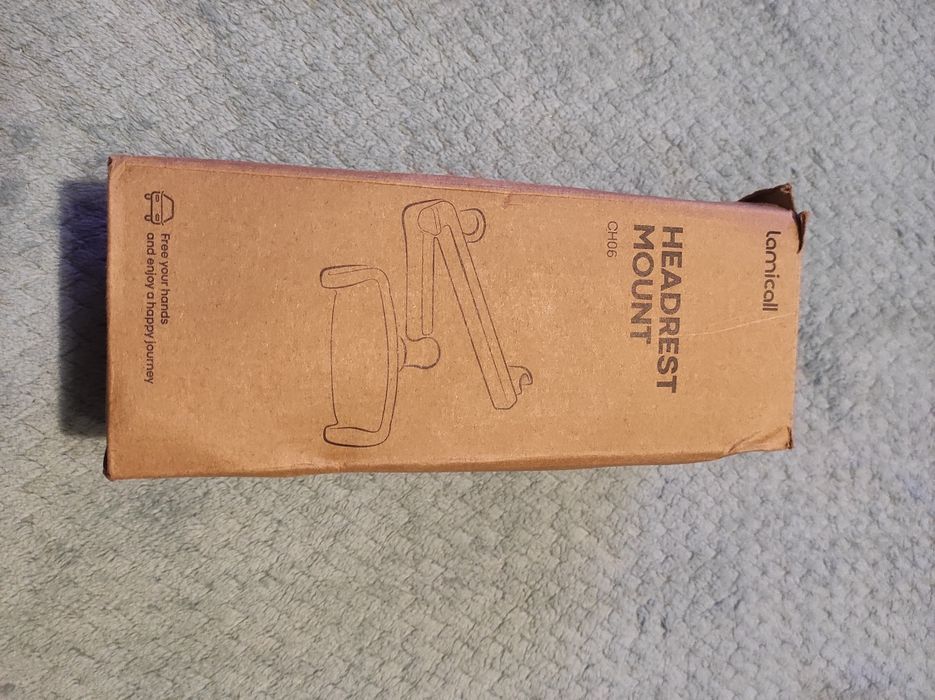 lamicall
HEADREST
MOUNT
CH06
Free your hands
and enjoy a happy journey